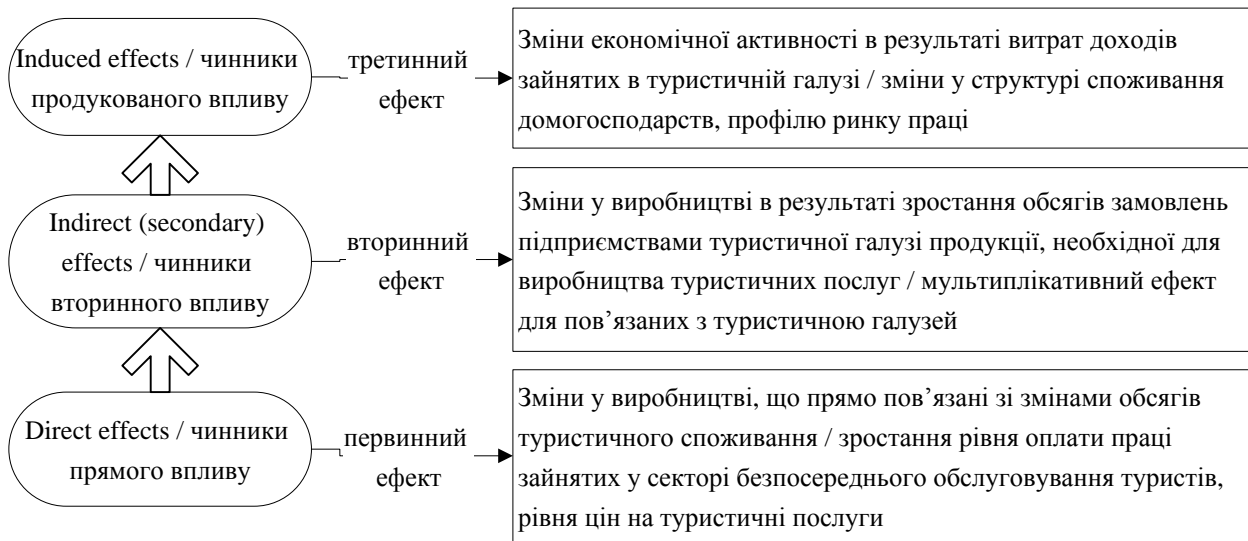 Induced effects / чинники
продукованого впливу
третинний
ефект
Зміни економічної активності в результаті витрат доходів
зайнятих в туристичній галузі / зміни у структурі споживання
домогосподарств, профілю ринку праці
Indirect (secondary)
effects / чинники
вторинного впливу
вторинний
ефект
Зміни у виробництві в результаті зростання обсягів замовлень
підприємствами туристичної галузі продукції, необхідної для
виробництва туристичних послуг / мультиплікативний ефект
для пов’язаних з туристичною галузей
Direct effects / чинники
прямого впливу
первинний
ефект
Зміни у виробництві, що прямо пов’язані зі змінами обсягів
туристичного споживання / зростання рівня оплати праці
зайнятих у секторі безпосереднього обслуговування туристів,
рівня цін на туристичні послуги